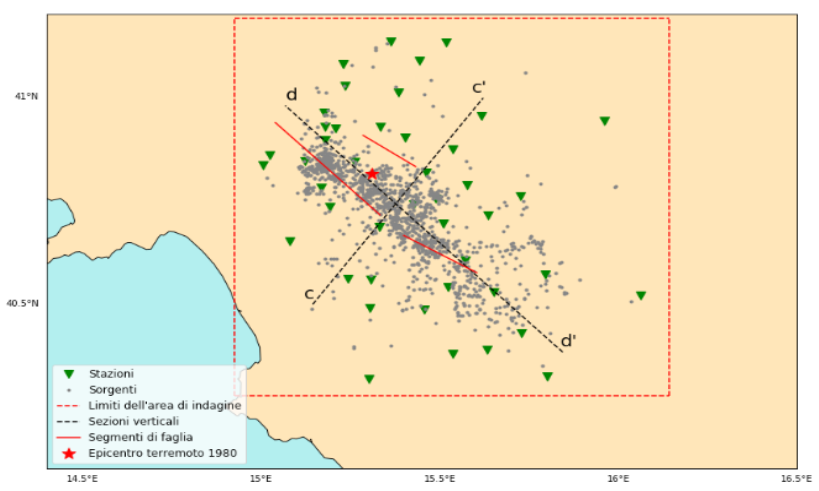 41°N
40.5°N
14.5°E
15°E
15.5°E
16°E
16.5°E
d
c'
c
d'
Stazioni
Sorgenti
Limiti dell'area di indagine
Sezioni verticali
Segmenti di faglia
Epicentro terremoto 1980